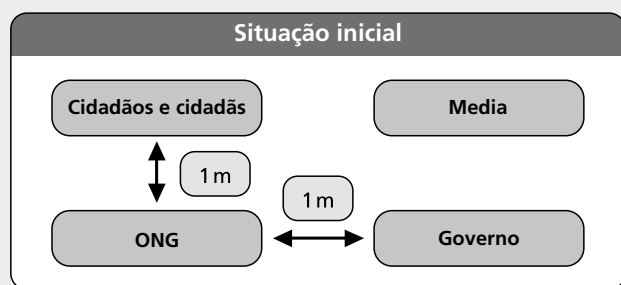 Situação inicial
Cidadãos e cidadãs
Media
1 m
1 m
ONG
Governo